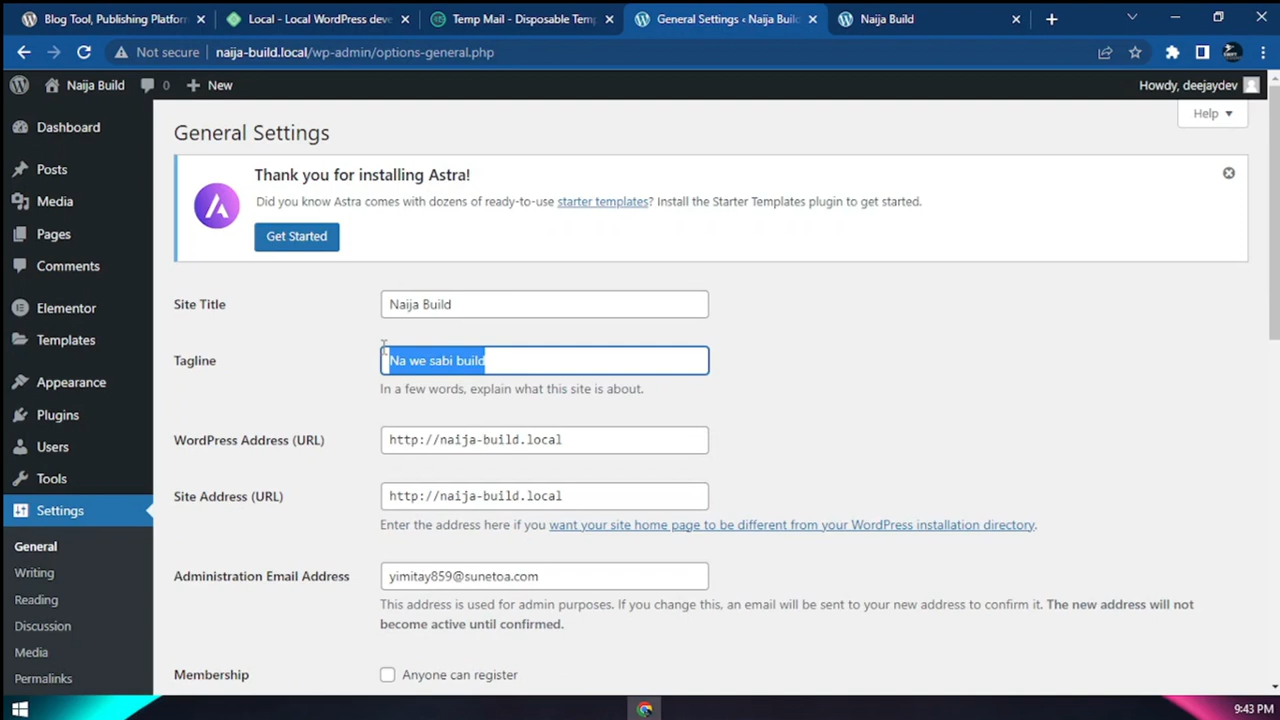 Blog Tool, Publishing Platform
Local - Local WordPress deve
Temp Mail - Disposable Temp
General Settings ‹ Naija Build
Naija Build
Not secure
naija-build.local/wp-admin/options-general.php
Naija Build
0
New
Howdy, deejaydev
Dashboard
Posts
Media
Pages
Comments
Elementor
Templates
Appearance
Plugins
Users
Tools
Settings
General
Writing
Reading
Discussion
Media
Permalinks
Help
General Settings
Thank you for installing Astra!
Did you know Astra comes with dozens of ready-to-use starter templates? Install the Starter Templates plugin to get started.
Get Started
Site Title
Naija Build
Tagline
Na we sabi build
In a few words, explain what this site is about.
WordPress Address (URL)
http://naija-build.local
Site Address (URL)
http://naija-build.local
Enter the address here if you want your site home page to be different from your WordPress installation directory.
Administration Email Address
yimitay859@sunetoa.com
This address is used for admin purposes. If you change this, an email will be sent to your new address to confirm it. The new address will not
become active until confirmed.
Membership
Anyone can register
9:43 PM